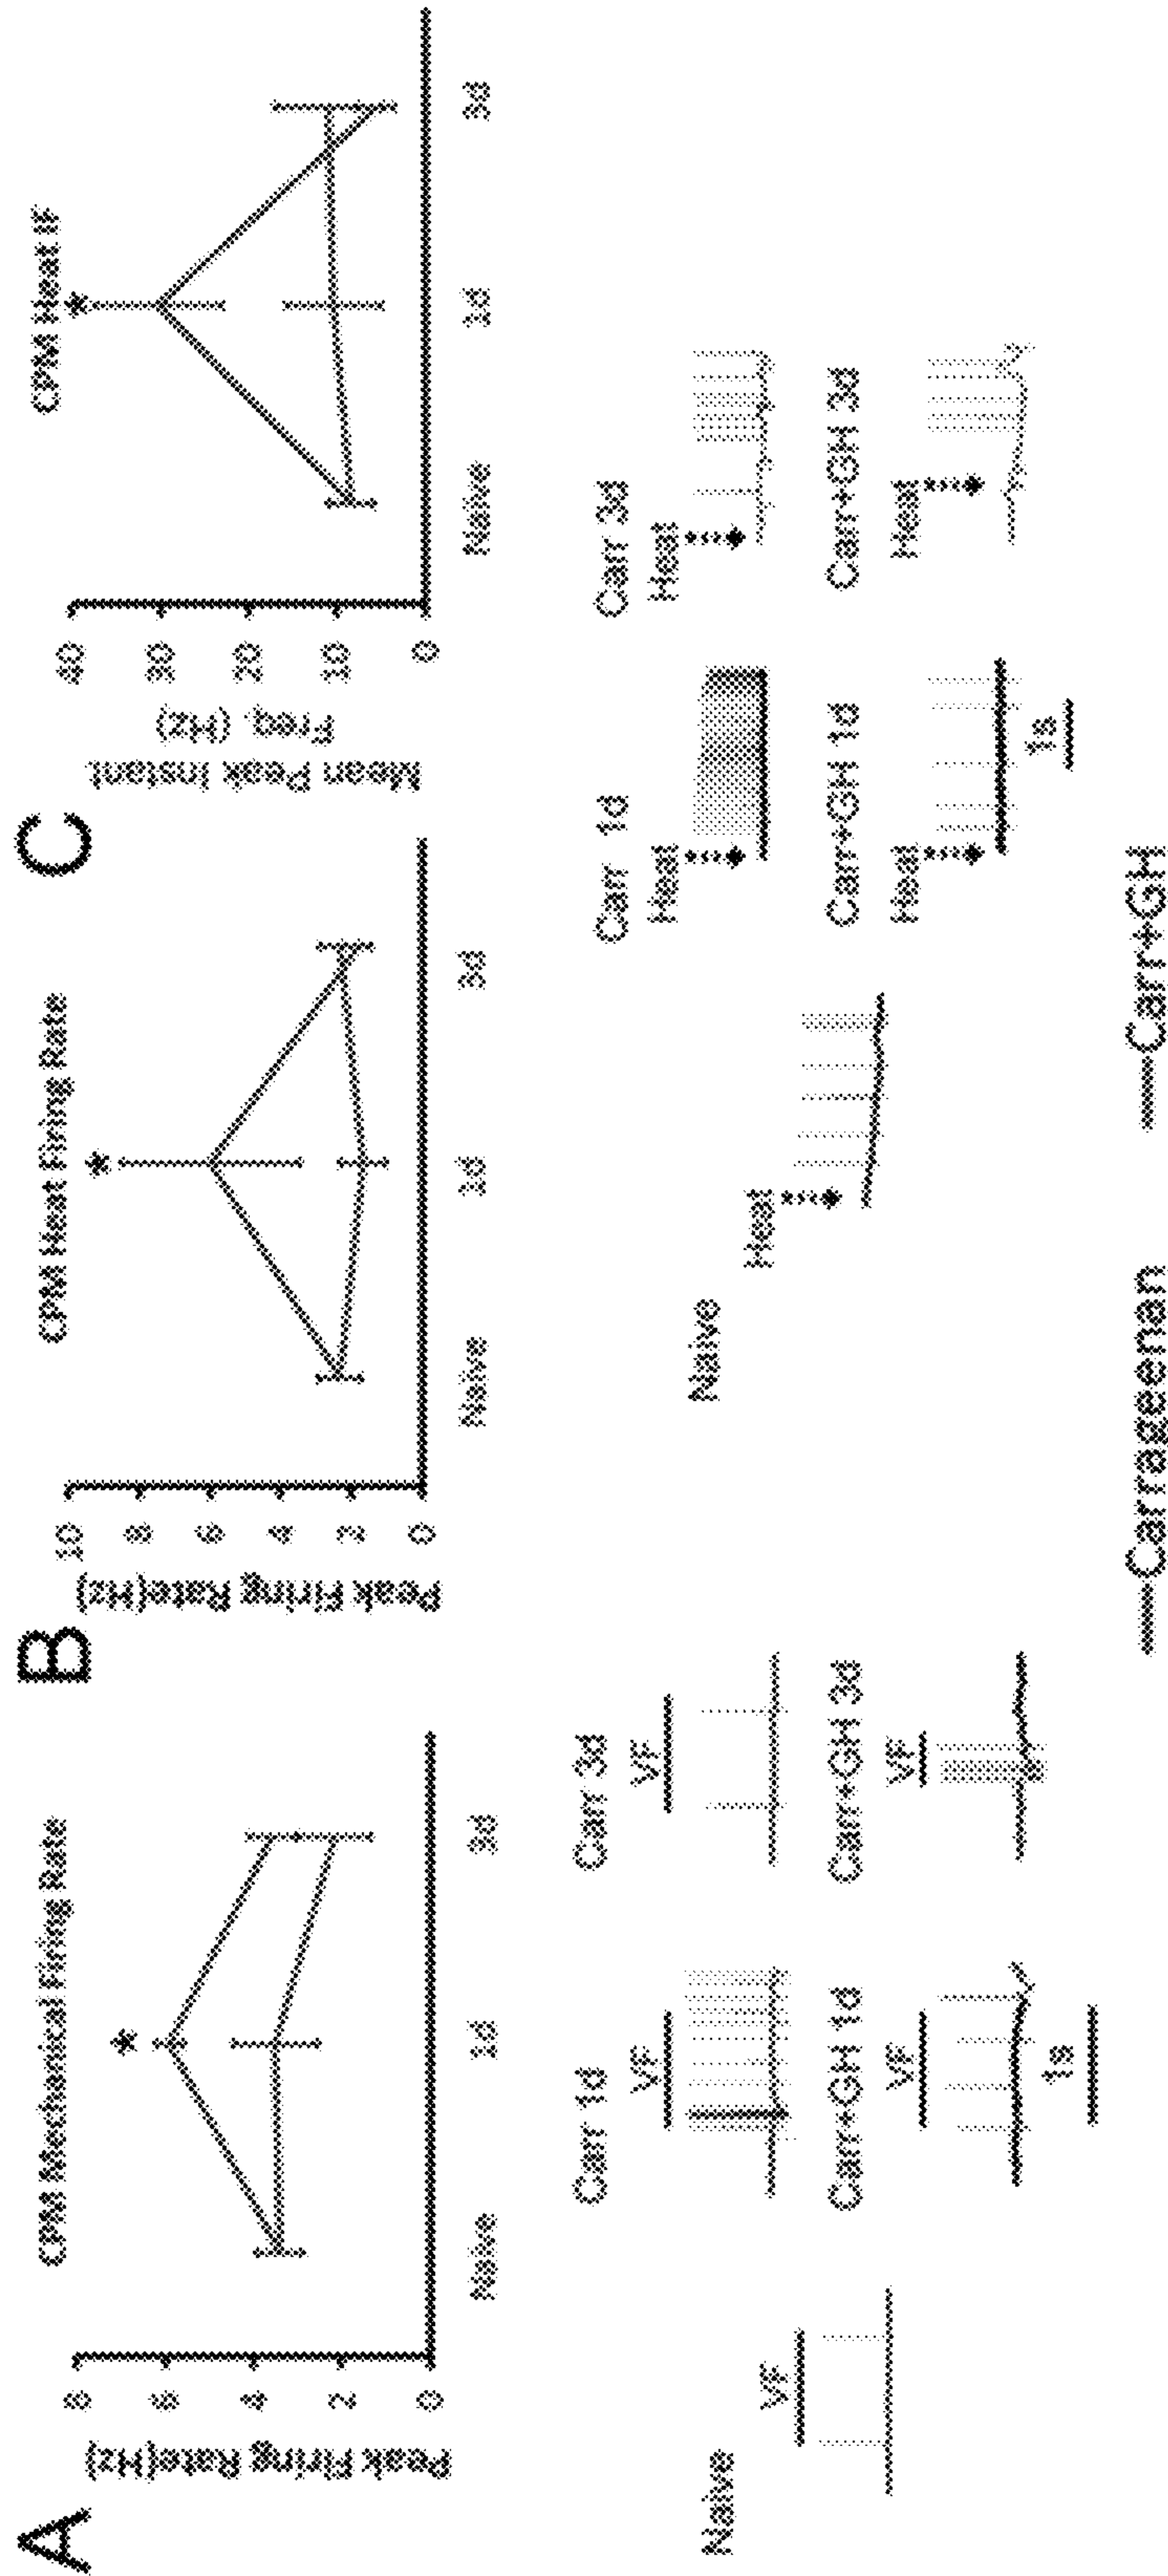 A
CPM Mechanical Firing Rate
Peak Firing Rate(Hz)
8
6
4
2
0
Naive
1d
3d
Naive
VF
Carr 1d
VF
Carr 3d
VF
Carr+GH 1d
VF
Carr+GH 3d
VF
1s
B
CPM Heat Firing Rate
Peak Firing Rate(Hz)
10
8
6
4
2
0
Naive
1d
3d
C
CPM Heat IF
Mean Peak Instant.
Freq. (Hz)
40
30
20
10
0
Naive
1d
3d
Naive
Heat
Carr 1d
Heat
Carr 3d
Heat
Carr+GH 1d
Heat
Carr+GH 3d
Heat
1s
Carrageenan
Carr+GH